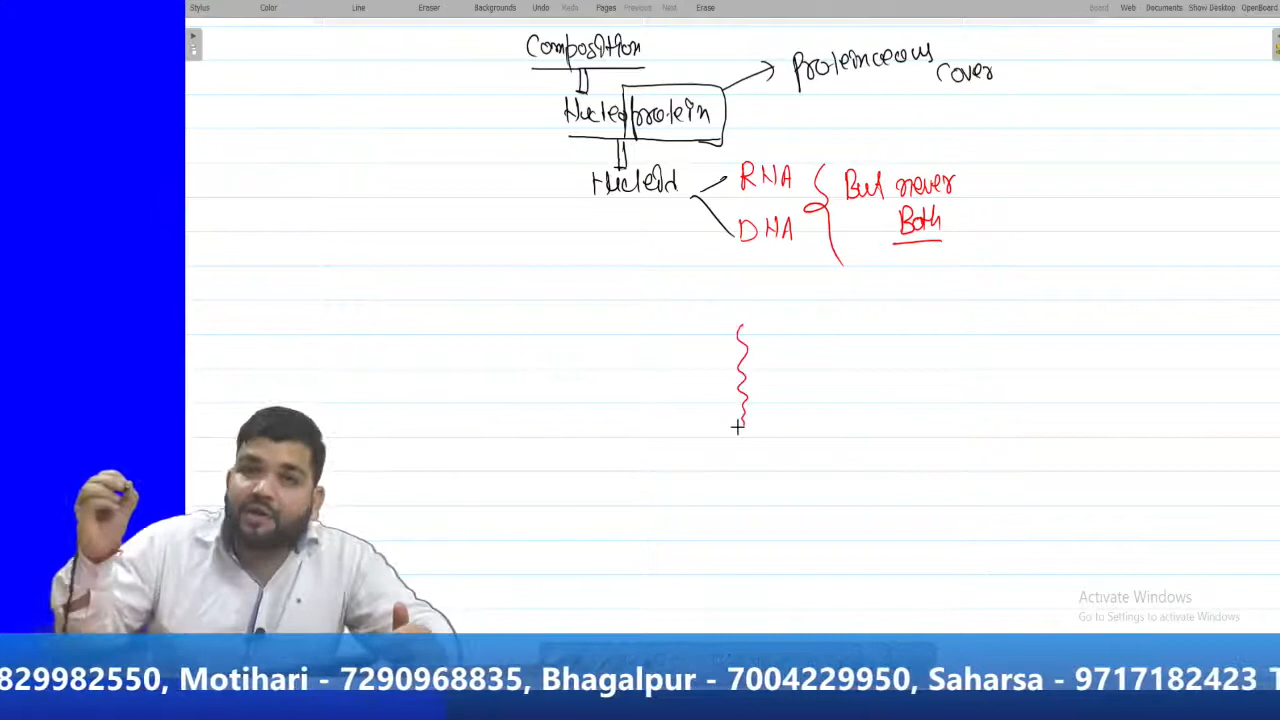 Stylus Color Line Eraser Backgrounds Undo Redo Pages Previous Next Erase Board Web Documents Show Desktop OpenBoard
Composition
Nucleoprotein
Proteinceous
cover
Nucleid
RNA
DNA
But never
Both
Activate Windows
Go to Settings to activate Windows
829982550, Motihari - 7290968835, Bhagalpur - 7004229950, Saharsa - 9717182423 T